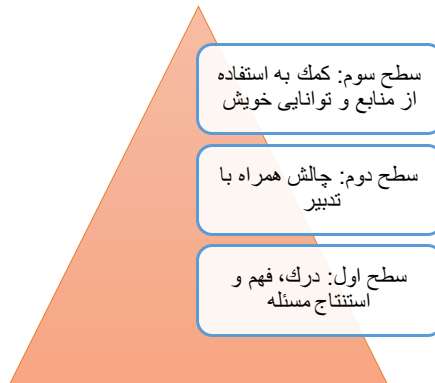 سطح سوم: كمك به استفاده
از منابع و توانایی خویش
سطح دوم: چالش همراه با
تدبیر
سطح اول: درك، فهم و
استنتاج مسئله